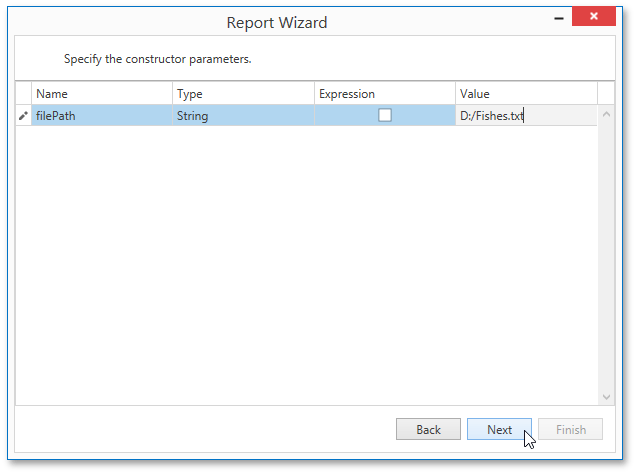 Report Wizard
Specify the constructor parameters.
Name Type Expression Value
filePath String D:/Fishes.txt
Back Next Finish